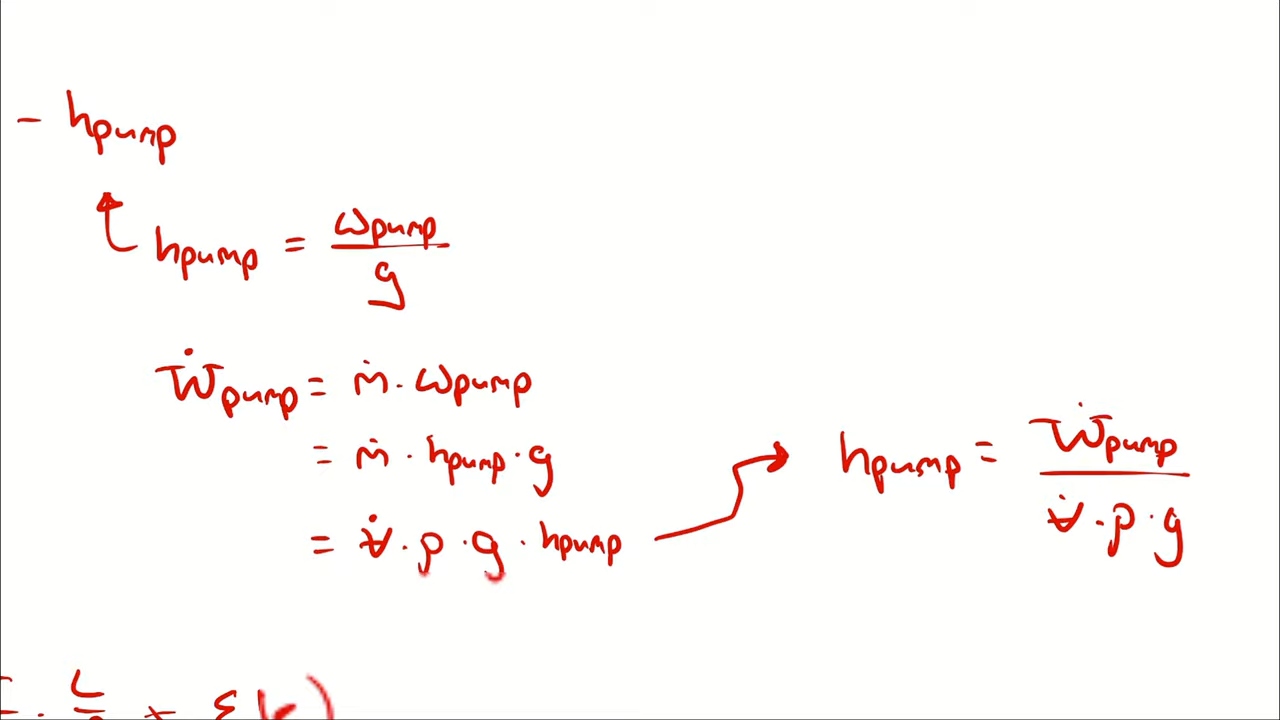 - hpump
hpump = wpump / g
Ẇpump = ṁ · wpump
= ṁ · hpump · g
= V̶̇ · ρ · g · hpump
hpump = Ẇpump / V̶̇ · ρ · g
· L + Σ(k)